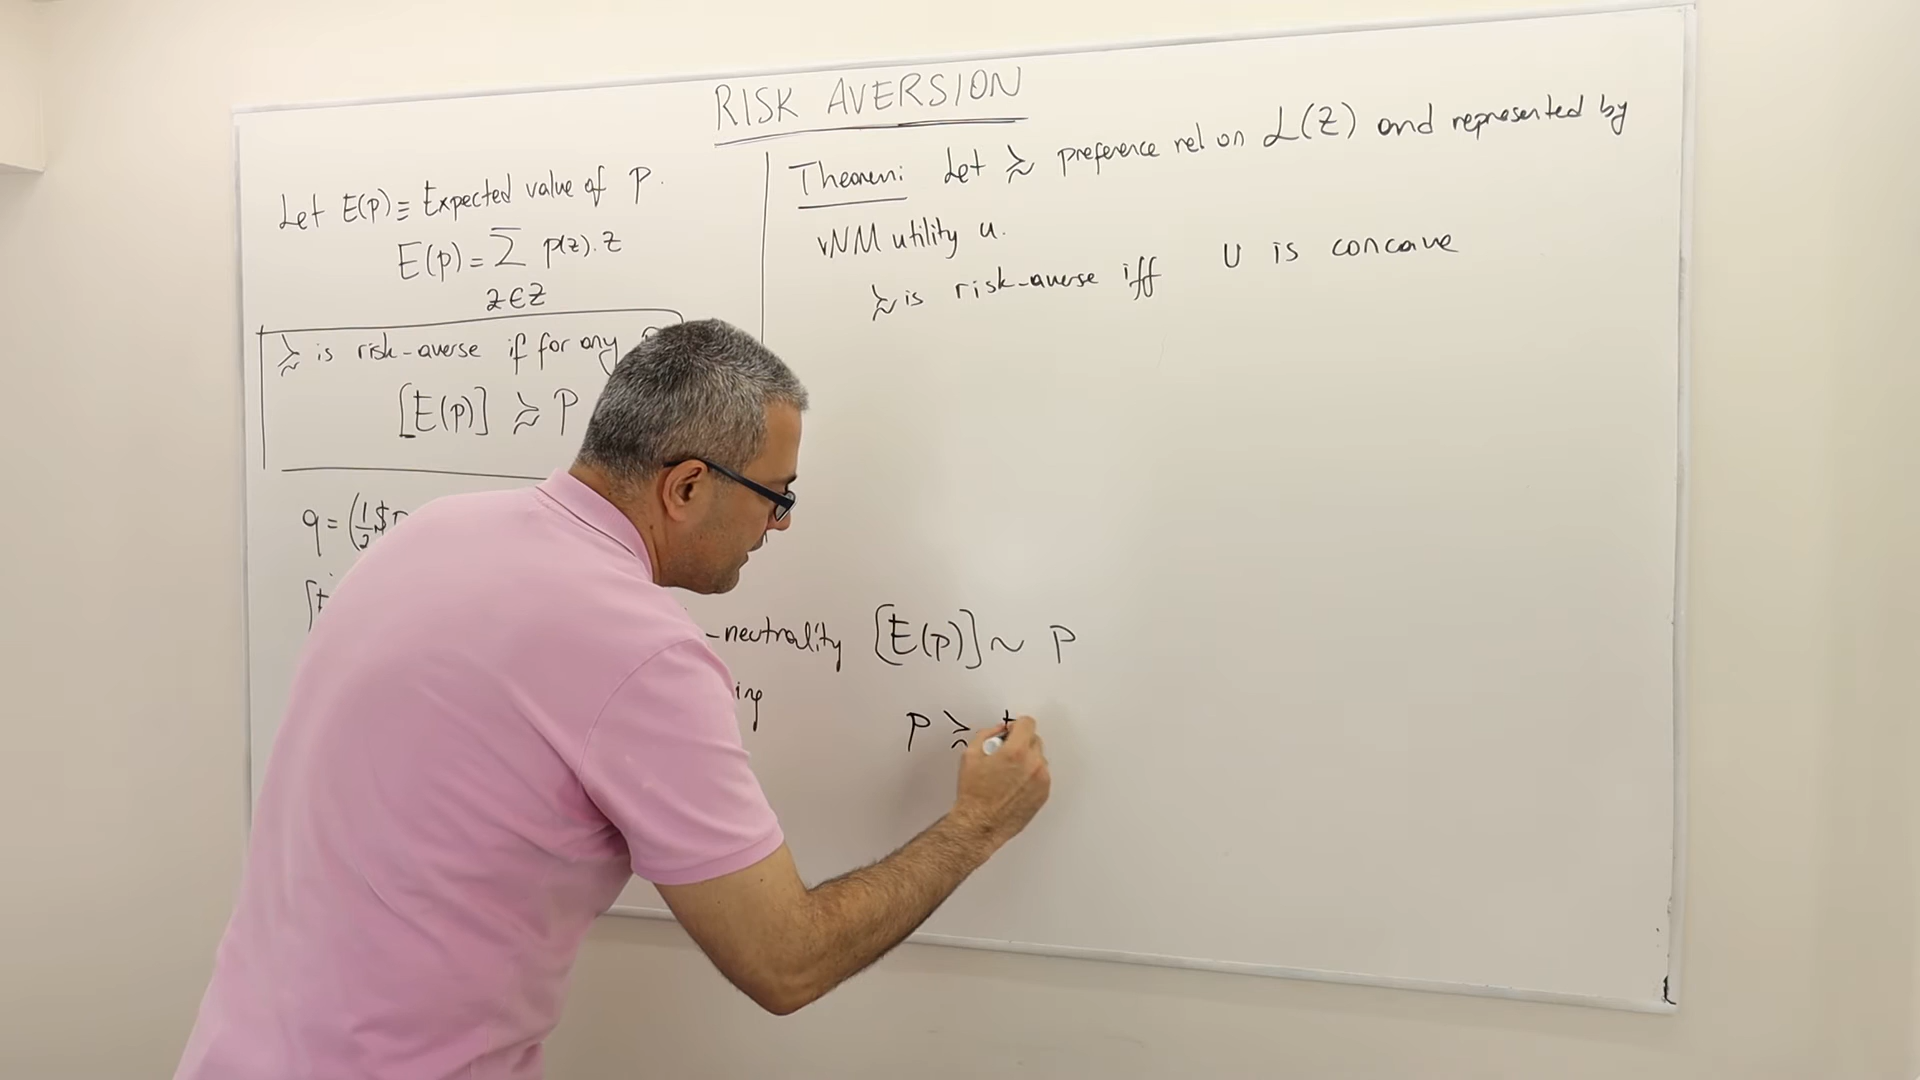 RISK AVERSION
Let E(p) ≡ Expected value of P.
E(p) = Σ p(z). z
z∈Z
≿ is risk-averse if for any
[E(p)] ≿ P
q = (1/2 $
-neutrality [E(p)] ~ P
ing P ≿
Theorem: Let ≿ preference rel on L(Z) and represented by
vNM utility u.
≿ is risk-averse iff U is concave